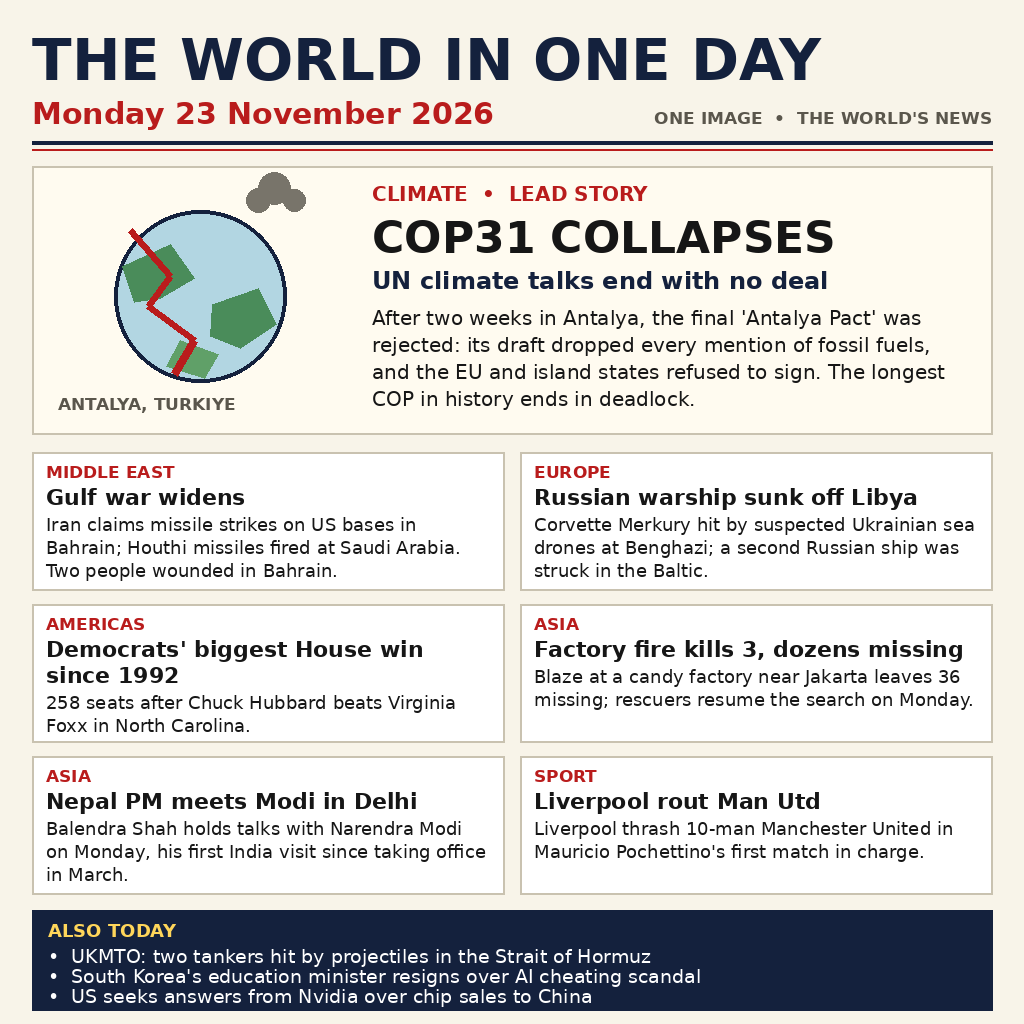 THE WORLD IN ONE DAY
Monday 23 November 2026
ONE IMAGE • THE WORLD'S NEWS
CLIMATE • LEAD STORY
COP31 COLLAPSES
UN climate talks end with no deal
After two weeks in Antalya, the final 'Antalya Pact' was
rejected: its draft dropped every mention of fossil fuels,
and the EU and island states refused to sign. The longest
COP in history ends in deadlock.
ANTALYA, TURKIYE
MIDDLE EAST
Gulf war widens
Iran claims missile strikes on US bases in
Bahrain; Houthi missiles fired at Saudi Arabia.
Two people wounded in Bahrain.
EUROPE
Russian warship sunk off Libya
Corvette Merkury hit by suspected Ukrainian sea
drones at Benghazi; a second Russian ship was
struck in the Baltic.
AMERICAS
Democrats' biggest House win
since 1992
258 seats after Chuck Hubbard beats Virginia
Foxx in North Carolina.
ASIA
Factory fire kills 3, dozens missing
Blaze at a candy factory near Jakarta leaves 36
missing; rescuers resume the search on Monday.
ASIA
Nepal PM meets Modi in Delhi
Balendra Shah holds talks with Narendra Modi
on Monday, his first India visit since taking office
in March.
SPORT
Liverpool rout Man Utd
Liverpool thrash 10-man Manchester United in
Mauricio Pochettino's first match in charge.
ALSO TODAY
• UKMTO: two tankers hit by projectiles in the Strait of Hormuz
• South Korea's education minister resigns over AI cheating scandal
• US seeks answers from Nvidia over chip sales to China